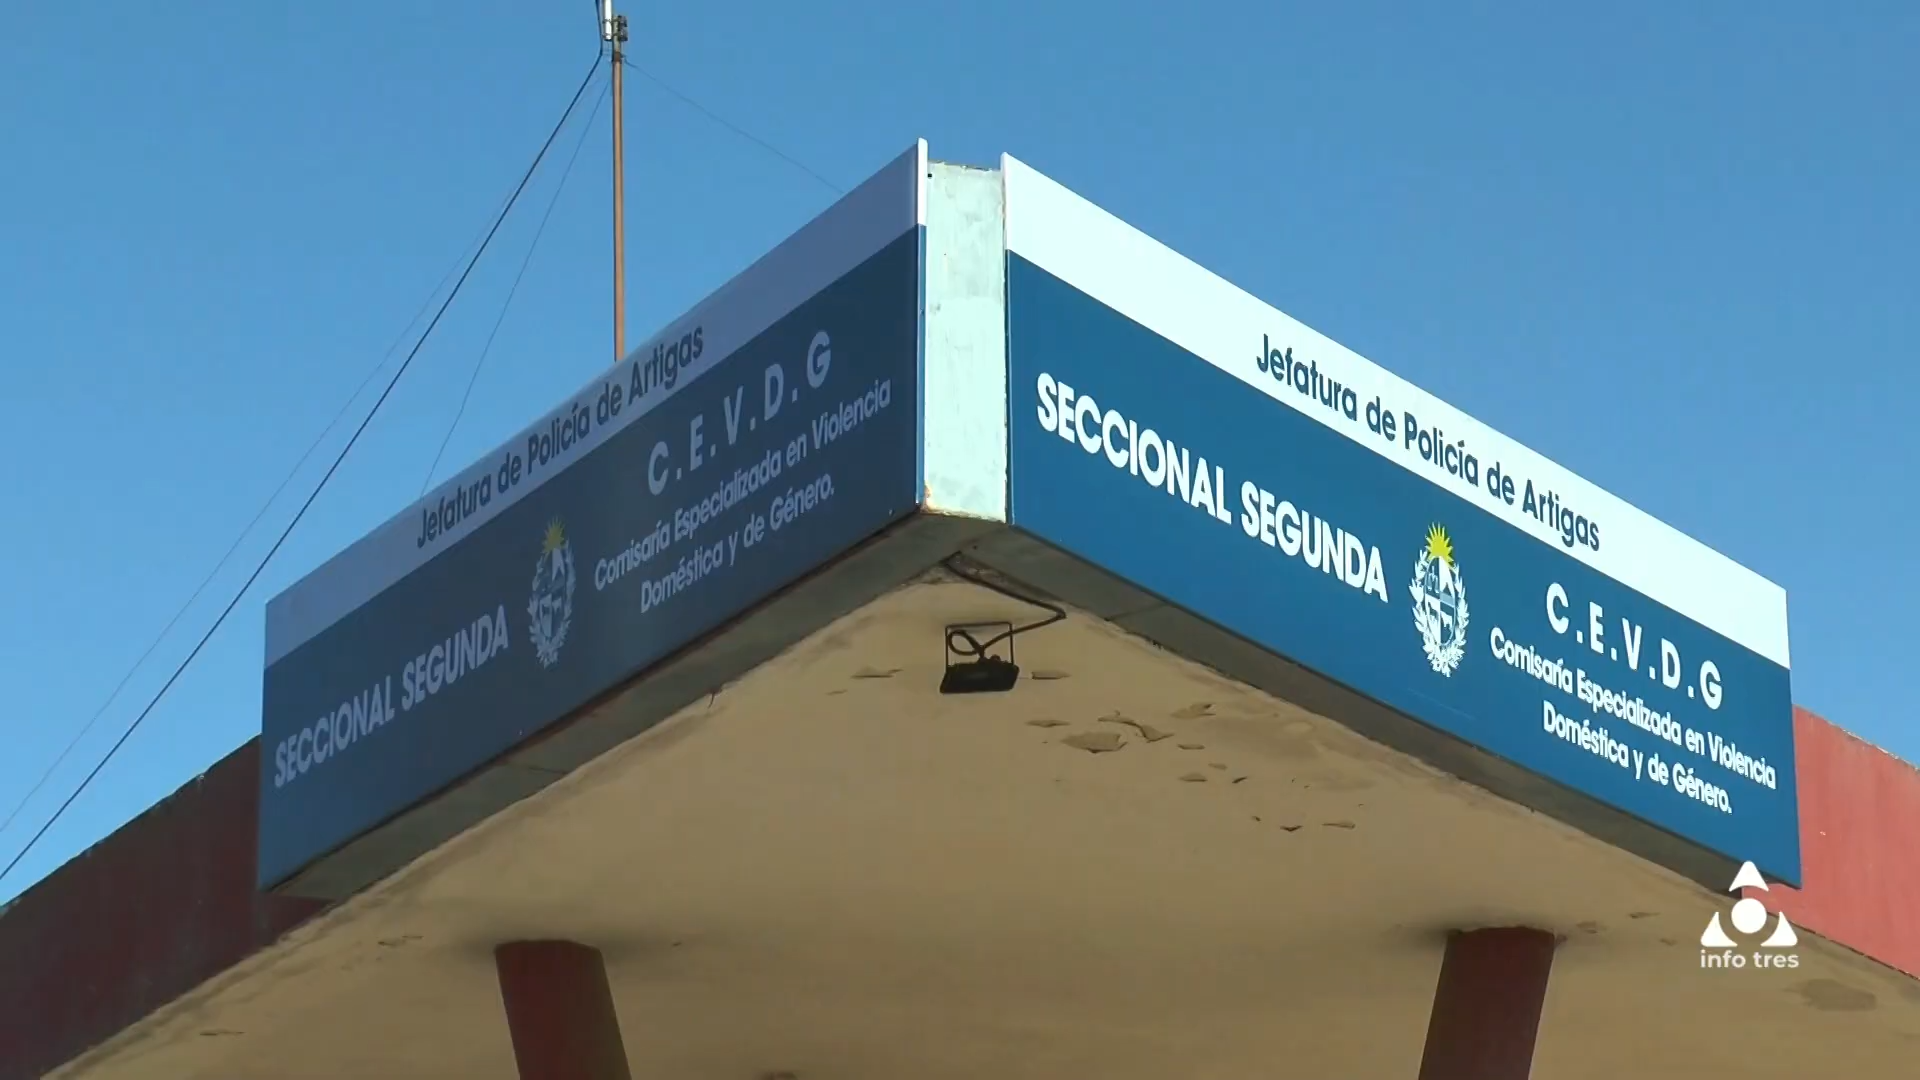 Jefatura de Policía de Artigas
SECCIONAL SEGUNDA
C.E.V.D.G
Comisaría Especializada en Violencia
Doméstica y de Género.
Jefatura de Policía de Artigas
SECCIONAL SEGUNDA
C.E.V.D.G
Comisaría Especializada en Violencia
Doméstica y de Género.
info tres